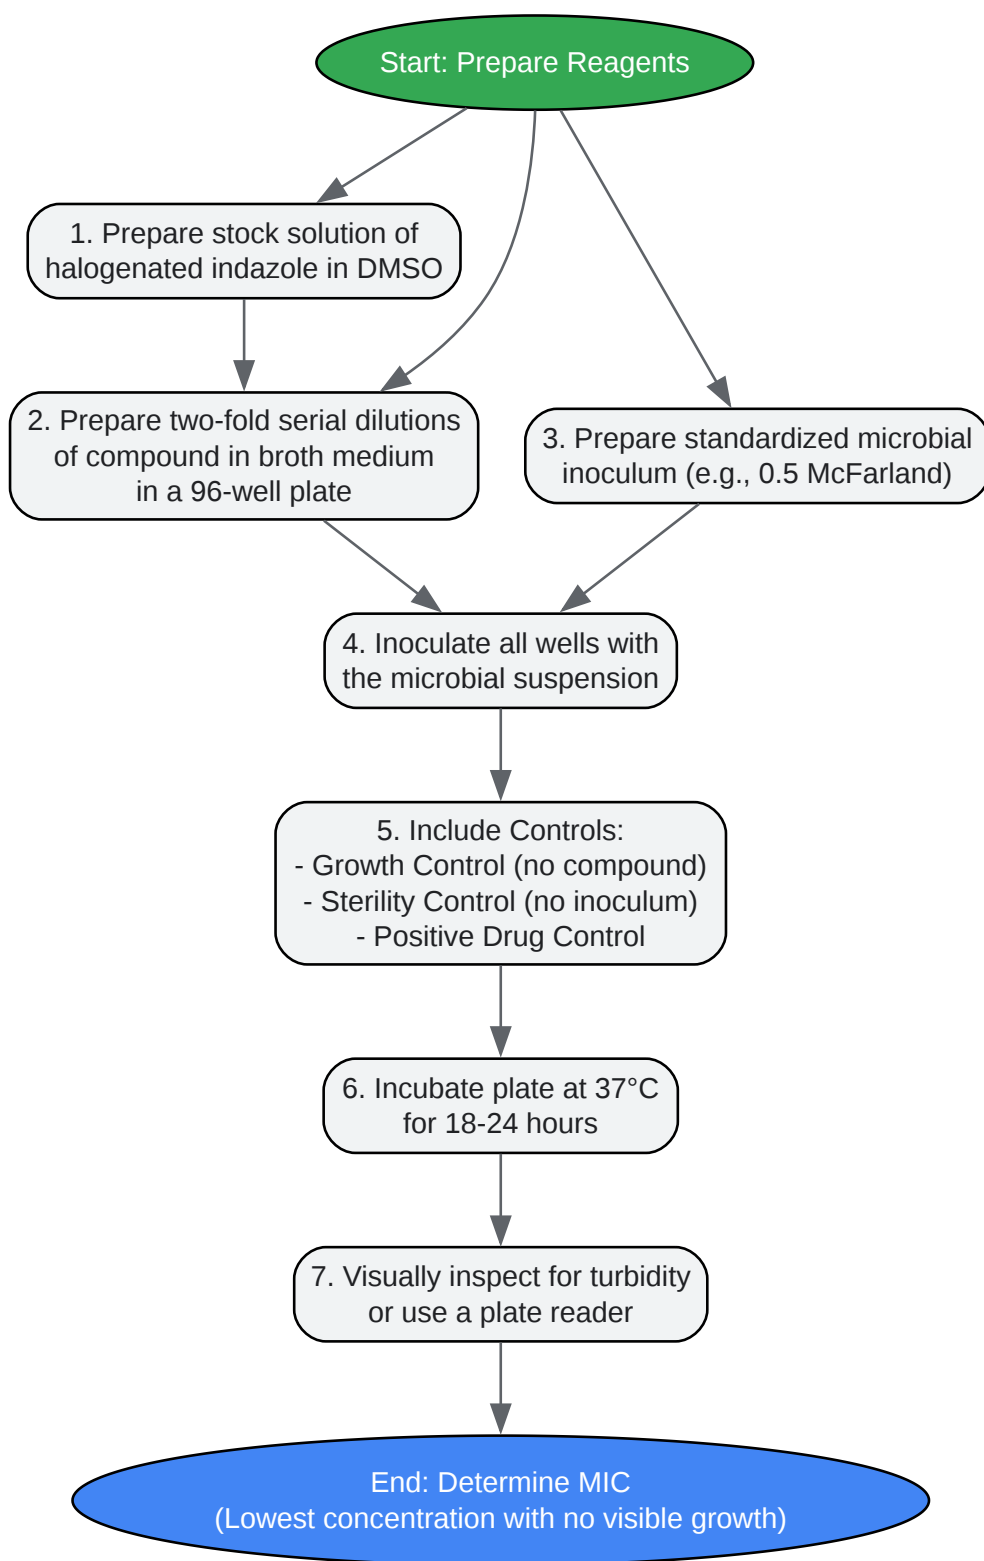 Start: Prepare Reagents
1. Prepare stock solution of
halogenated indazole in DMSO
2. Prepare two-fold serial dilutions
of compound in broth medium
in a 96-well plate
3. Prepare standardized microbial
inoculum (e.g., 0.5 McFarland)
4. Inoculate all wells with
the microbial suspension
5. Include Controls:
- Growth Control (no compound)
- Sterility Control (no inoculum)
- Positive Drug Control
6. Incubate plate at 37°C
for 18-24 hours
7. Visually inspect for turbidity
or use a plate reader
End: Determine MIC
(Lowest concentration with no visible growth)